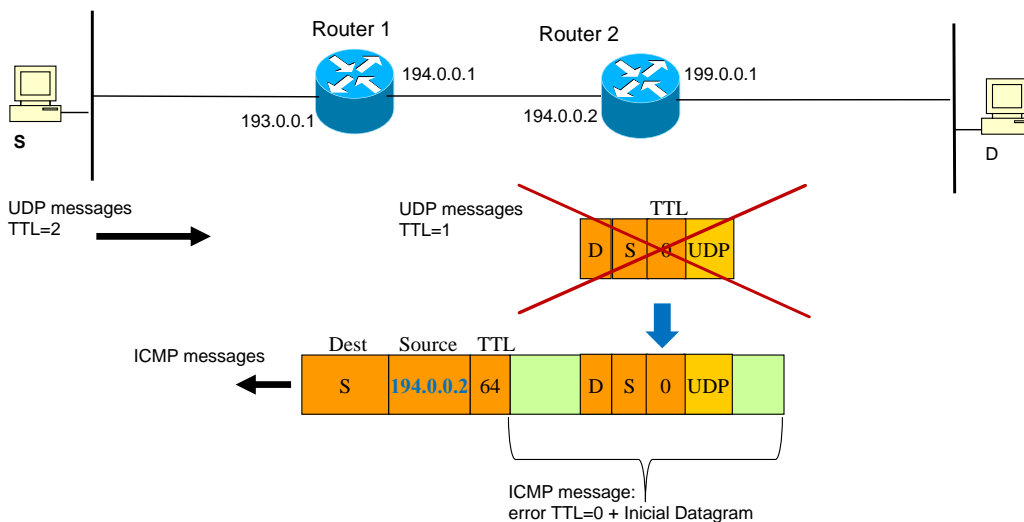 Router 1
Router 2
194.0.0.1
199.0.0.1
193.0.0.1
194.0.0.2
S
D
UDP messages
TTL=2
UDP messages
TTL=1
TTL
D S 0 UDP
ICMP messages
Dest Source TTL
S 194.0.0.2 64 D S 0 UDP
ICMP message:
error TTL=0 + Inicial Datagram